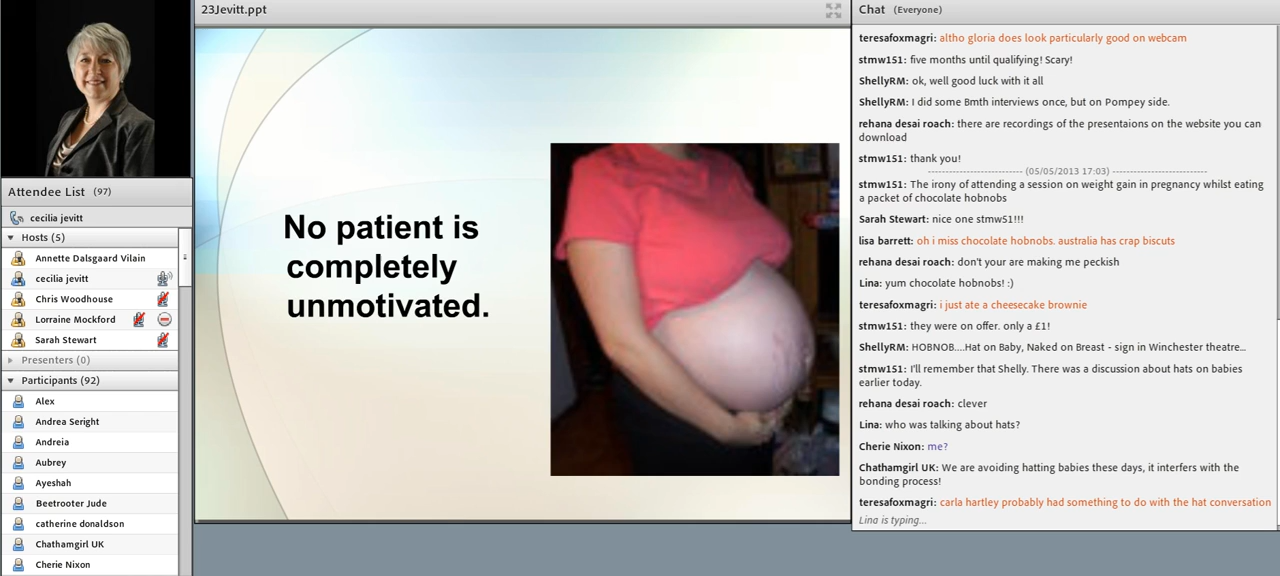 23Jevitt.ppt
Chat (Everyone)
Attendee List (97)
cecilia jevitt
Hosts (5)
Annette Dalsgaard Vilain
cecilia jevitt
Chris Woodhouse
Lorraine Mockford
Sarah Stewart
Presenters (0)
Participants (92)
Alex
Andrea Seright
Andreia
Aubrey
Ayeshah
Beetrooter Jude
catherine donaldson
Chathamgirl UK
Cherie Nixon
No patient is
completely
unmotivated.
teresafoxmagri: altho gloria does look particularly good on webcam
stmw151: five months until qualifying! Scary!
ShellyRM: ok, well good luck with it all
ShellyRM: I did some Bmth interviews once, but on Pompey side.
rehana desai roach: there are recordings of the presentaions on the website you can
download
stmw151: thank you!
(05/05/2013 17:03)
stmw151: The irony of attending a session on weight gain in pregnancy whilst eating
a packet of chocolate hobnobs
Sarah Stewart: nice one stmw51!!!
lisa barrett: oh i miss chocolate hobnobs. australia has crap biscuts
rehana desai roach: don't your are making me peckish
Lina: yum chocolate hobnobs! :)
teresafoxmagri: i just ate a cheesecake brownie
stmw151: they were on offer. only a £1!
ShellyRM: HOBNOB....Hat on Baby, Naked on Breast - sign in Winchester theatre...
stmw151: I'll remember that Shelly. There was a discussion about hats on babies
earlier today.
rehana desai roach: clever
Lina: who was talking about hats?
Cherie Nixon: me?
Chathamgirl UK: We are avoiding hatting babies these days, it interfers with the
bonding process!
teresafoxmagri: carla hartley probably had something to do with the hat conversation
Lina is typing...